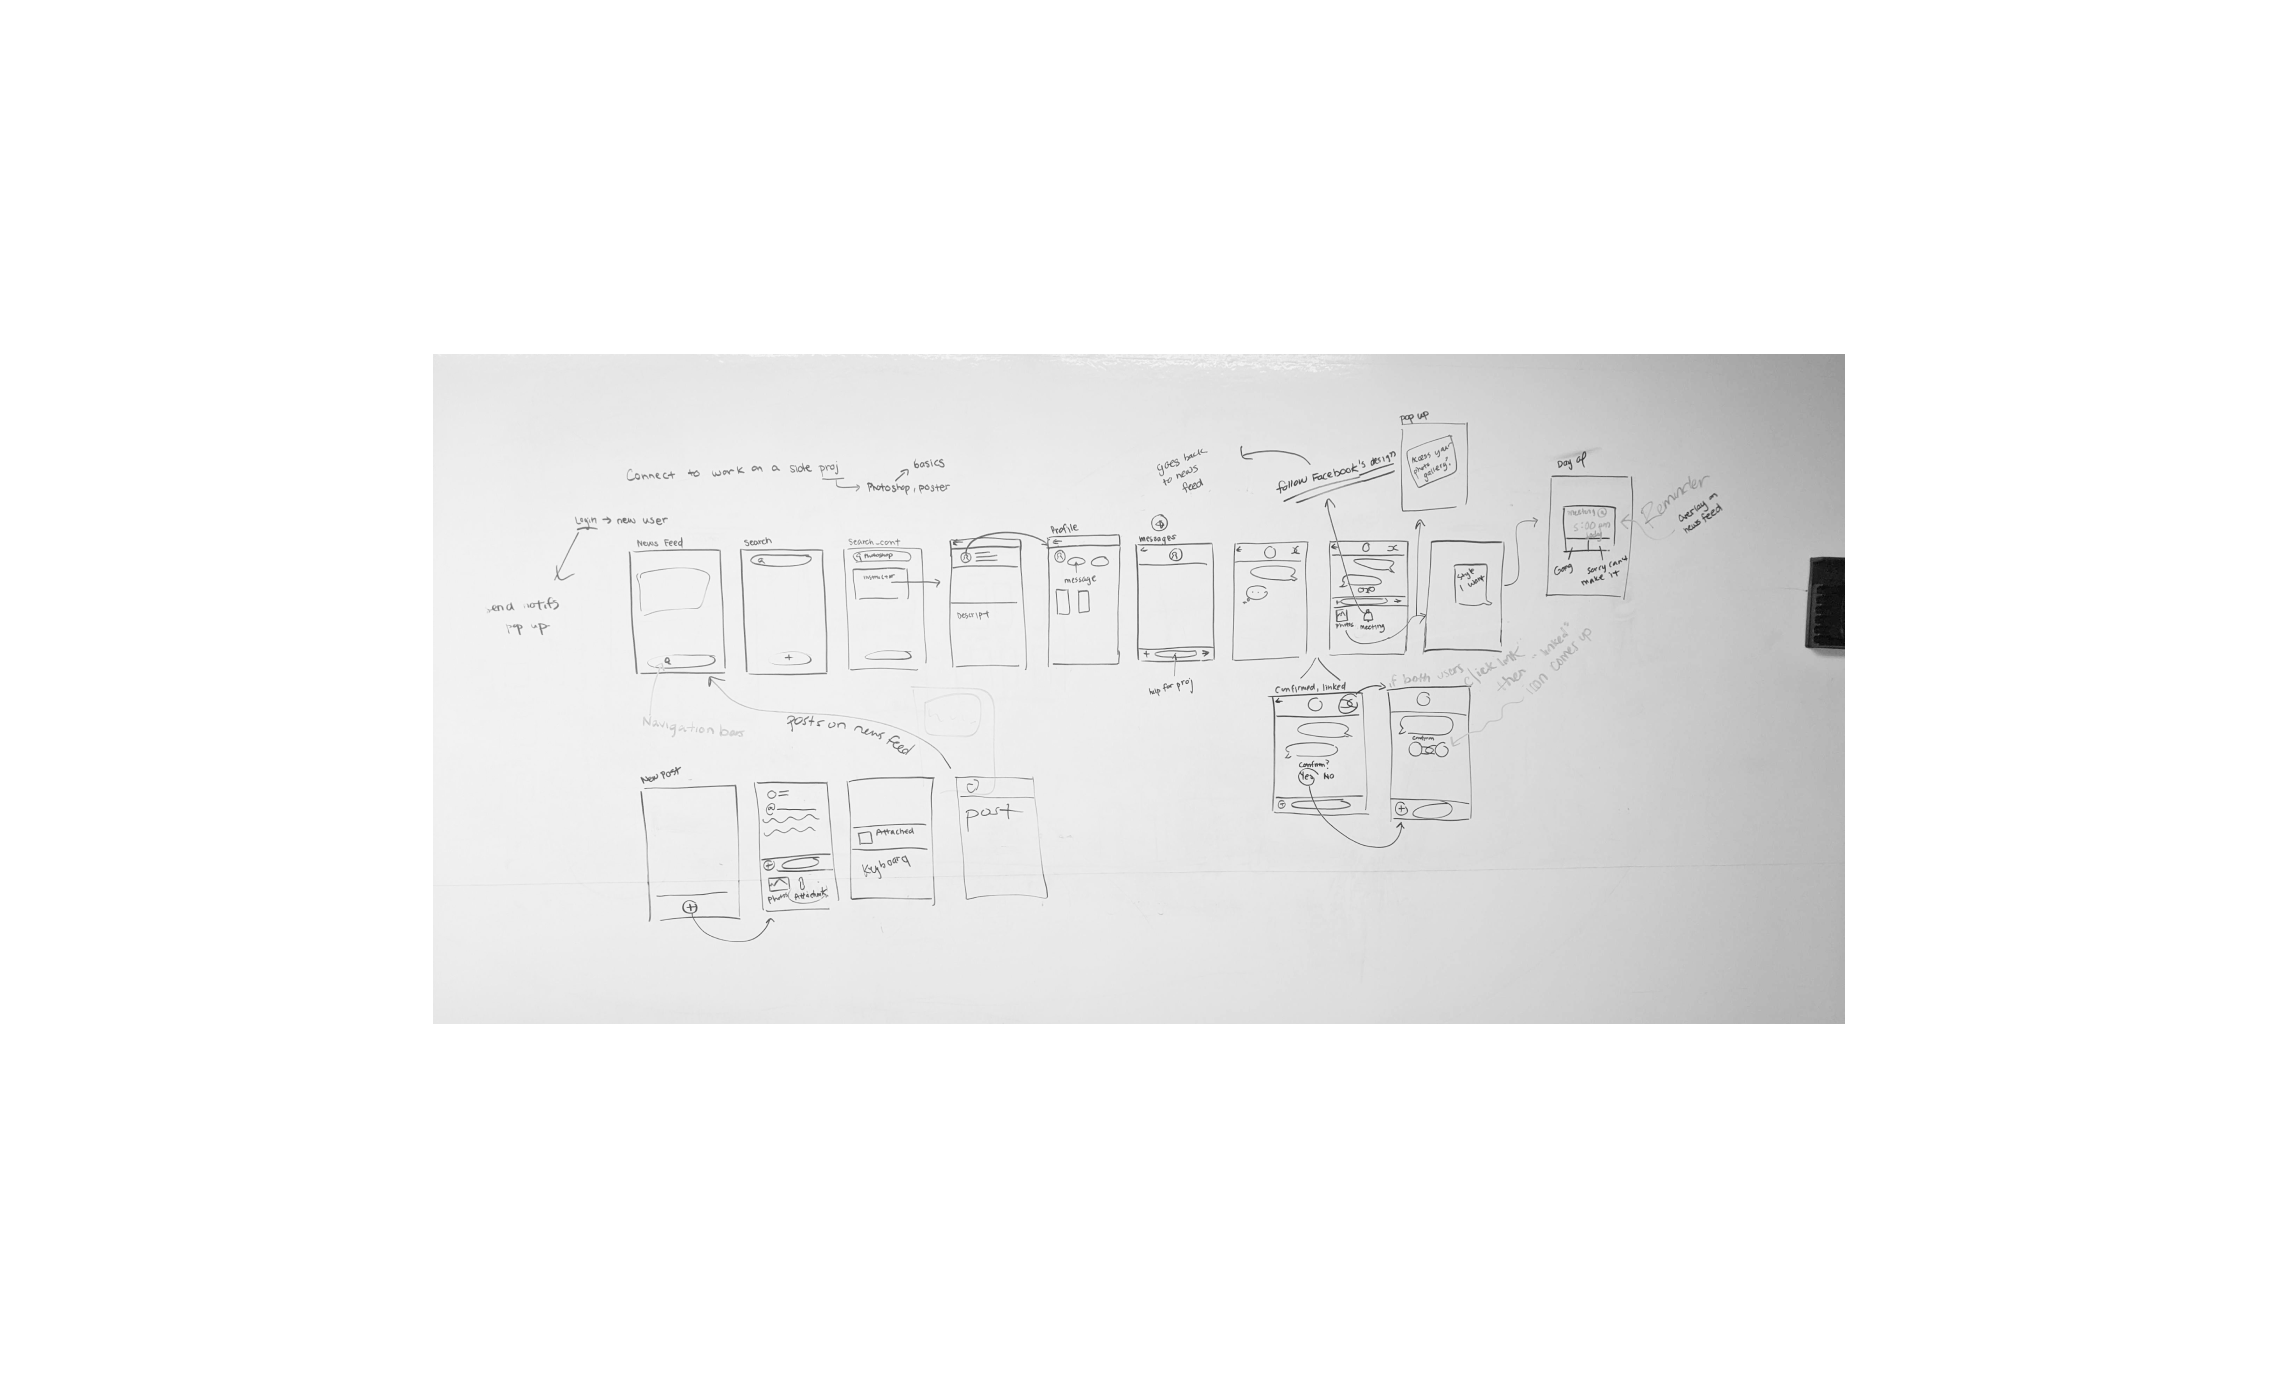 Connect to work on a side proj
basics
Photoshop, poster
Login → new user
send notifs
pop up
News Feed
Navigation bars
Search
Search_cont
Photoshop
instructor
Descript
Profile
message
goes back
to news
feed
messages
help for proj
follow Facebook's design
photos
meeting
pop up
Access your
photo
gallery?
style
I want
Day of
meeting
5:00 pm
today
Going
sorry can't
make it
Reminder
overlay on
news feed
Confirmed, linked
Confirm?
Yes
No
if both users
click link
then "linked"
icon comes up
confirm
posts on news feed
New Post
photos
Attached
Keyboard
post